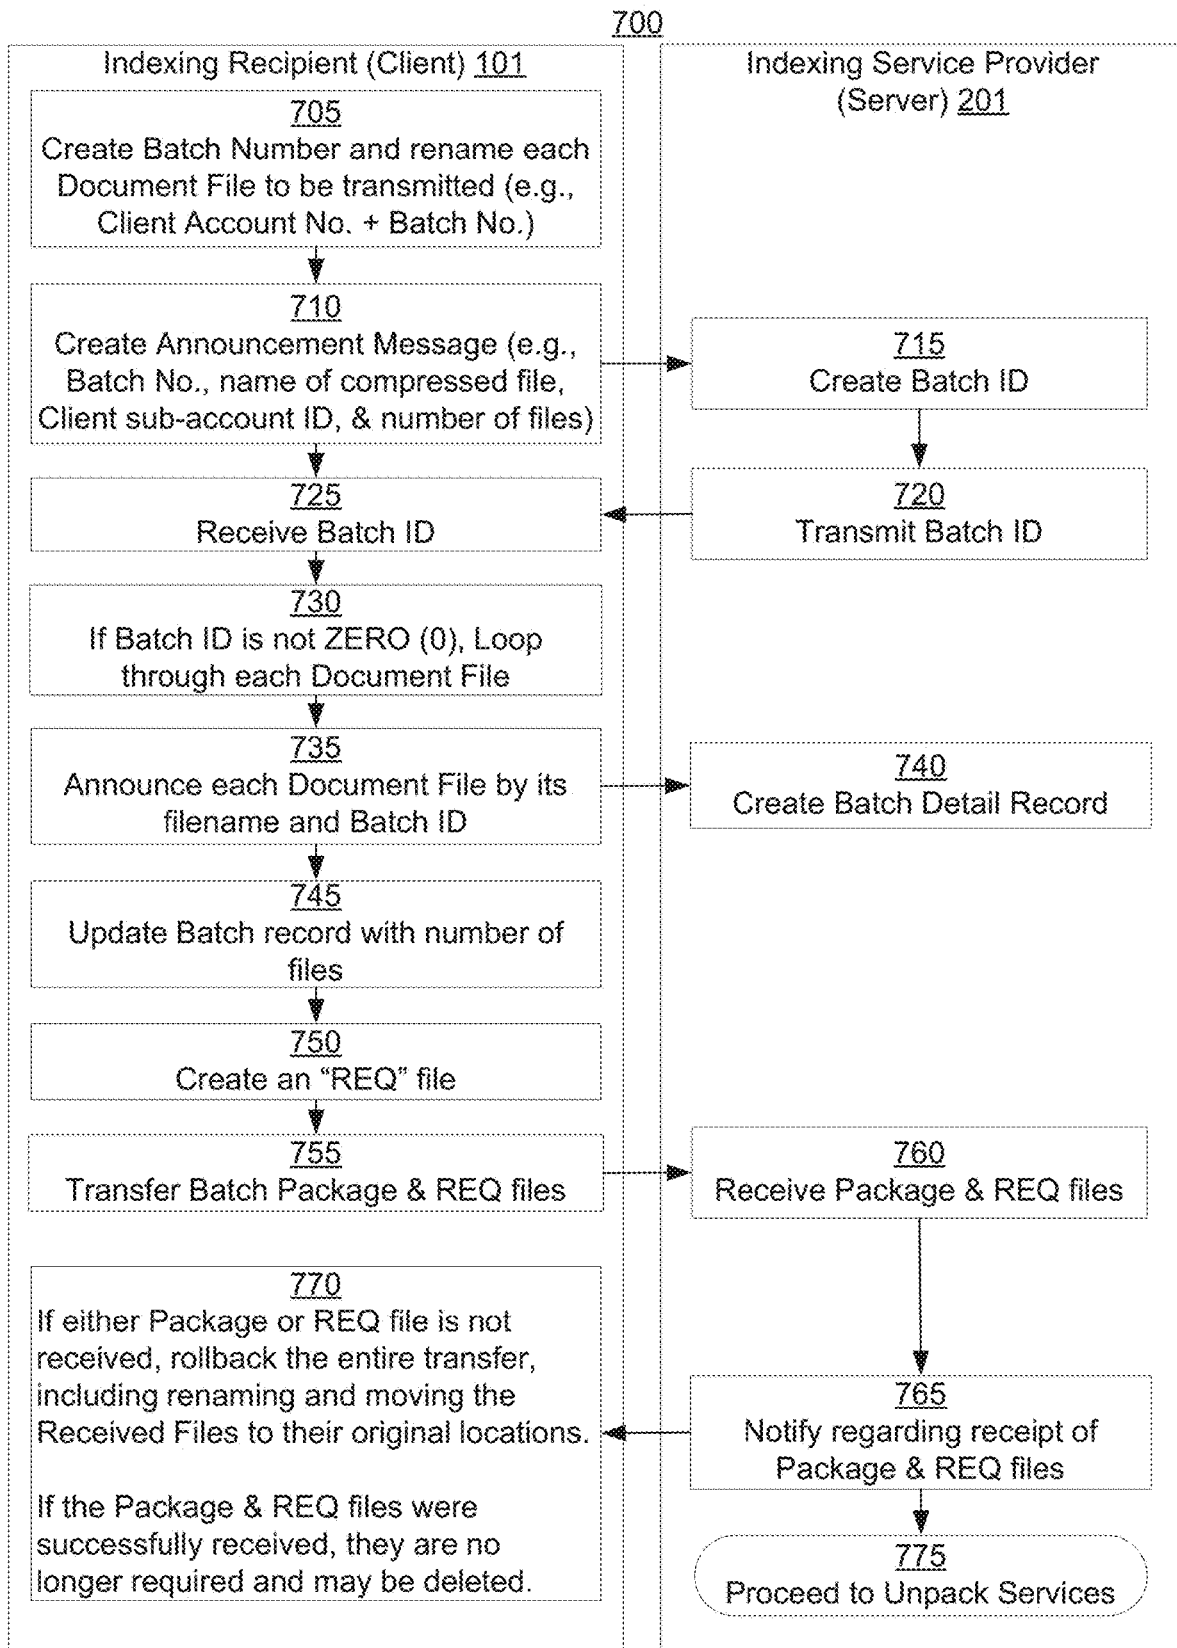 700
Indexing Recipient (Client) 101
705
Create Batch Number and rename each
Document File to be transmitted (e.g.,
Client Account No. + Batch No.)
710
Create Announcement Message (e.g.,
Batch No., name of compressed file,
Client sub-account ID, & number of files)
725
Receive Batch ID
730
If Batch ID is not ZERO (0), Loop
through each Document File
735
Announce each Document File by its
filename and Batch ID
745
Update Batch record with number of
files
750
Create an “REQ” file
755
Transfer Batch Package & REQ files
770
If either Package or REQ file is not
received, rollback the entire transfer,
including renaming and moving the
Received Files to their original locations.
If the Package & REQ files were
successfully received, they are no
longer required and may be deleted.
Indexing Service Provider
(Server) 201
715
Create Batch ID
720
Transmit Batch ID
740
Create Batch Detail Record
760
Receive Package & REQ files
765
Notify regarding receipt of
Package & REQ files
775
Proceed to Unpack Services